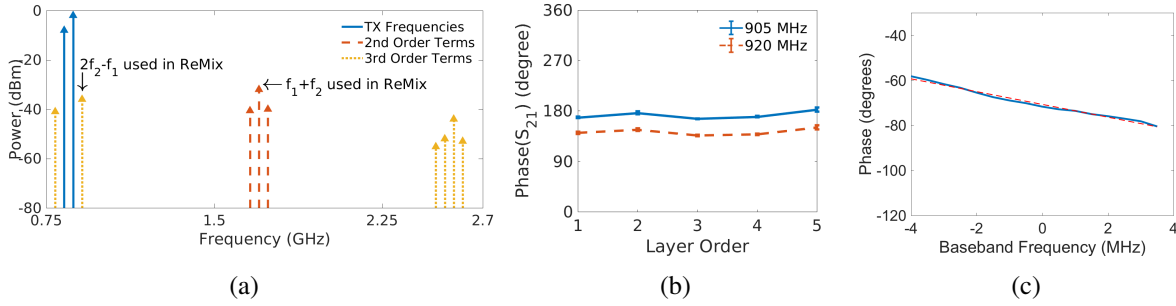 0
-20
-40
-60
-80
Power (dBm)
0.75
1.5
2.25
2.7
Frequency (GHz)
TX Frequencies
2nd Order Terms
3rd Order Terms
2f2-f1 used in ReMix
f1+f2 used in ReMix
(a)
360
270
180
90
0
Phase(S21) (degree)
1
2
3
4
5
Layer Order
905 MHz
920 MHz
(b)
-40
-60
-80
-100
-120
Phase (degrees)
-4
-2
0
2
Baseband Frequency (MHz)
(c)